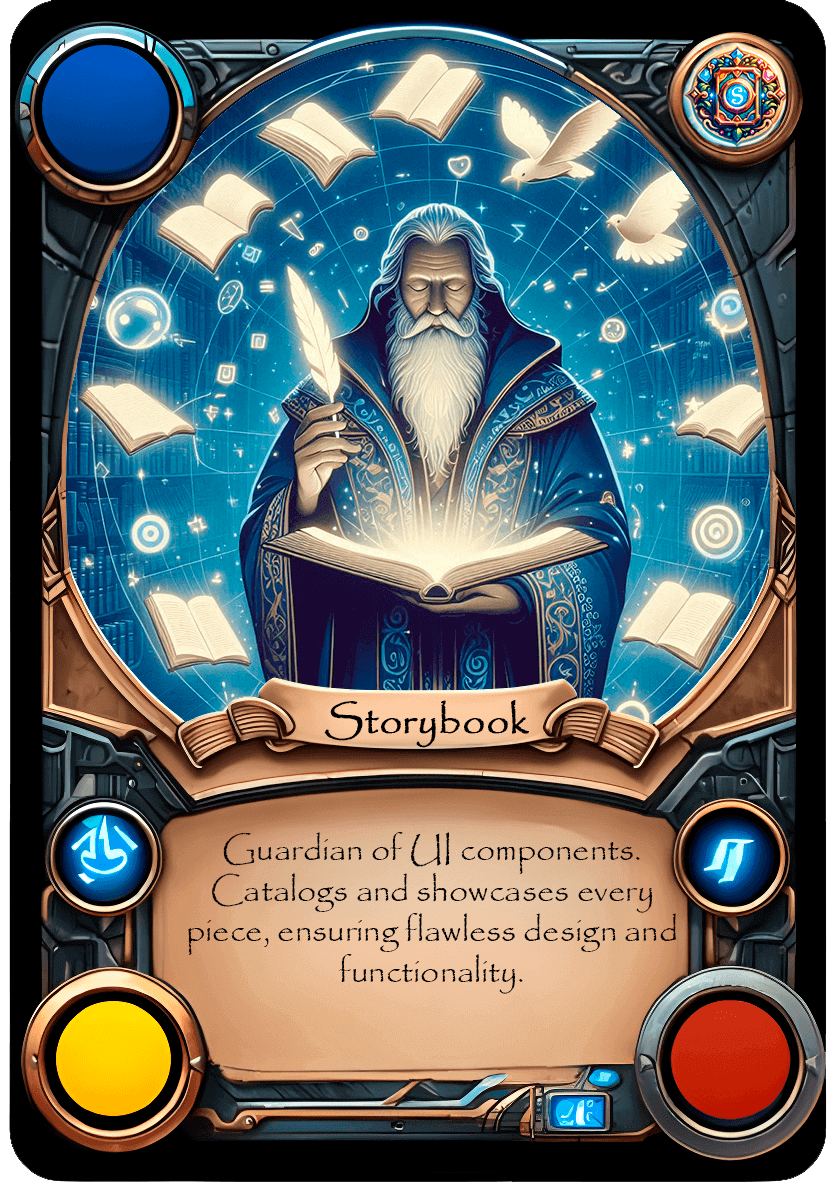 S
Storybook
Guardian of UI components.
Catalogs and showcases every
piece, ensuring flawless design and
functionality.